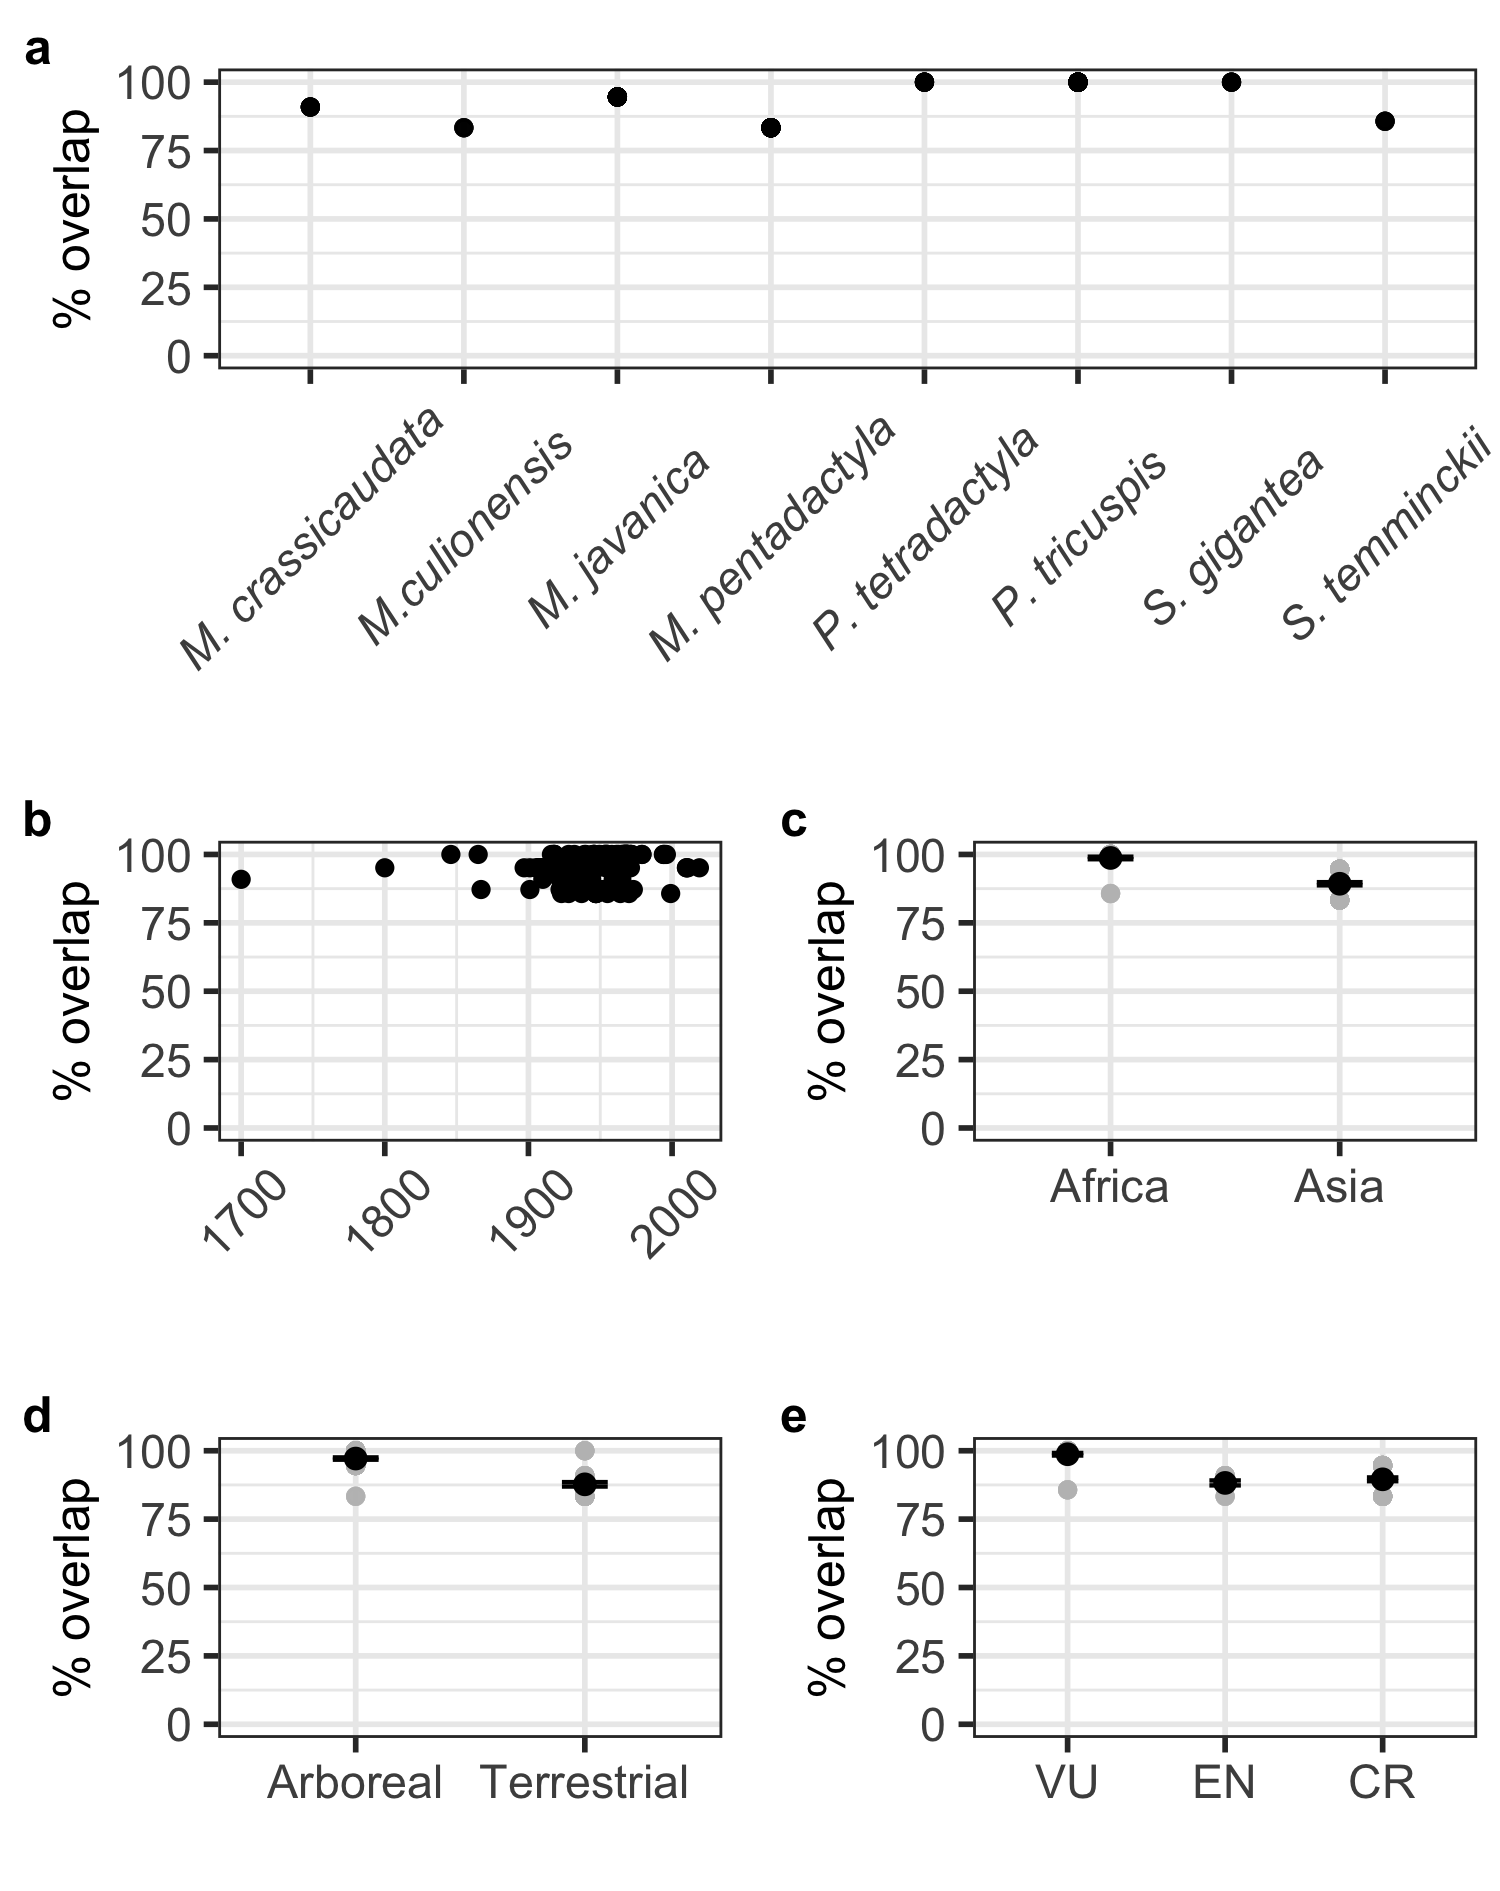 a
% overlap
100
75
50
25
0
M. crassicaudata
M.culionensis
M. javanica
M. pentadactyla
P. tetradactyla
P. tricuspis
S. gigantea
S. temminckii
b
% overlap
100
75
50
25
0
1700
1800
1900
2000
c
% overlap
100
75
50
25
0
Africa
Asia
d
% overlap
100
75
50
25
0
Arboreal
Terrestrial
e
% overlap
100
75
50
25
0
VU
EN
CR